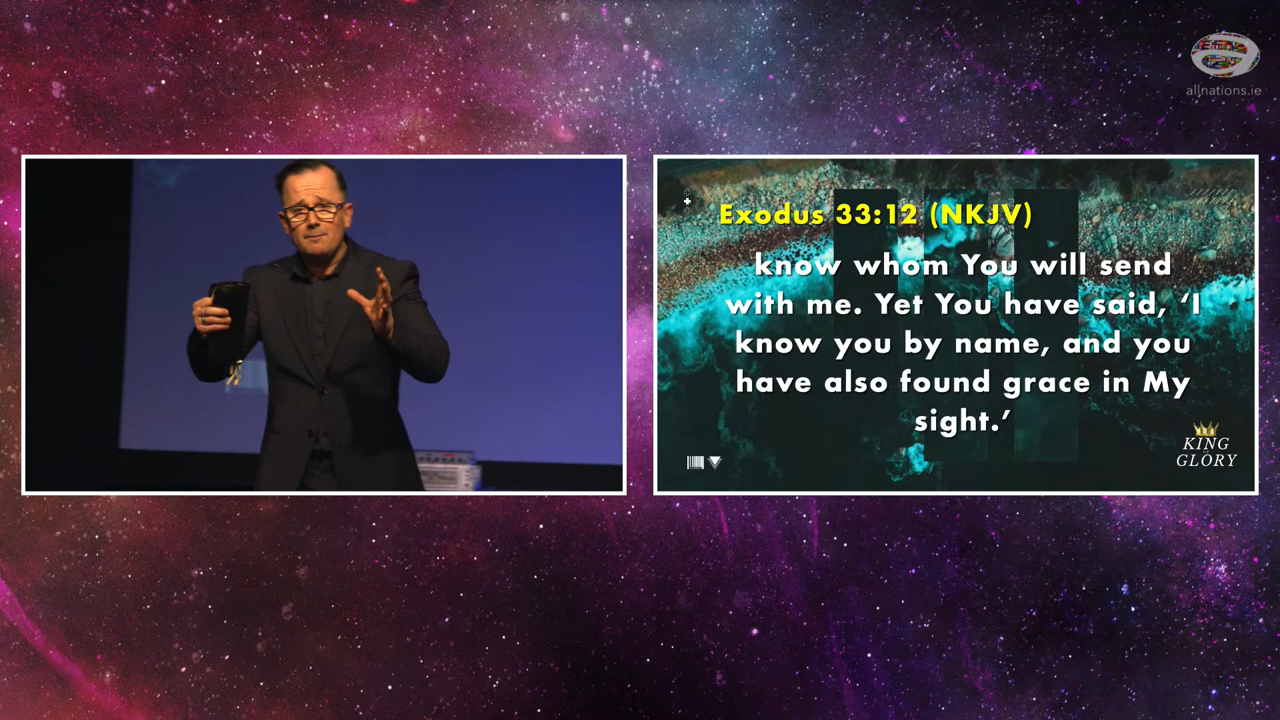 allnations.ie
Exodus 33:12 (NKJV)
know whom You will send
with me. Yet You have said, ‘I
know you by name, and you
have also found grace in My
sight.’
KING
GLORY